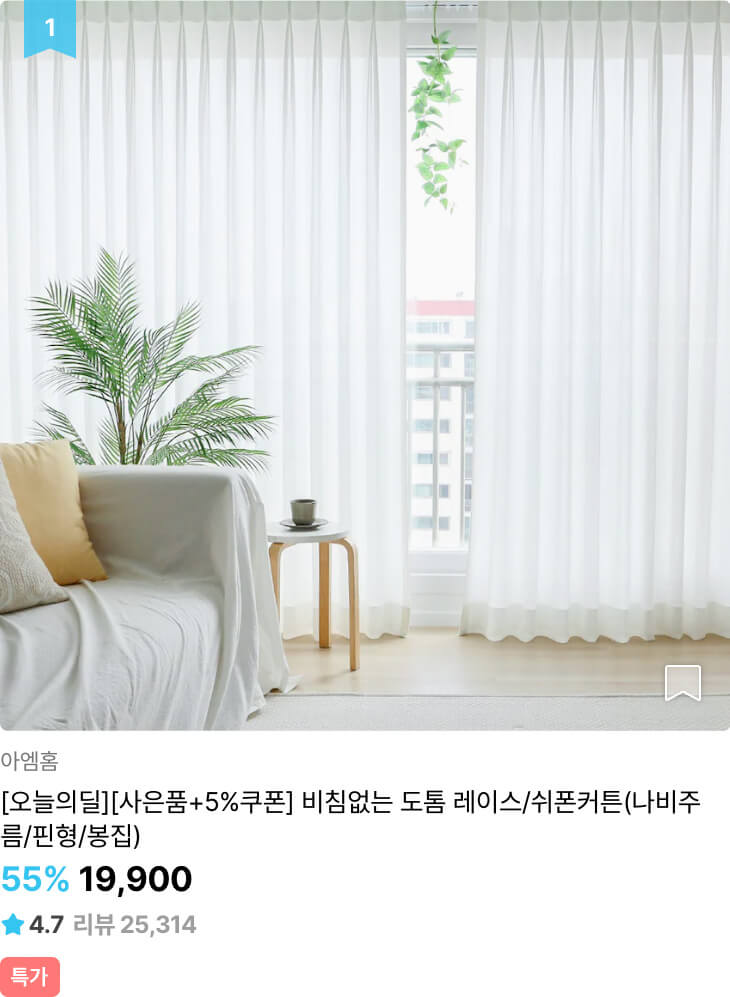 1
아엠홈
[오늘의딜][사은품+5%쿠폰] 비침없는 도톰 레이스/쉬폰커튼(나비주
름/핀형/봉집)
55% 19,900
4.7 리뷰 25,314
특가